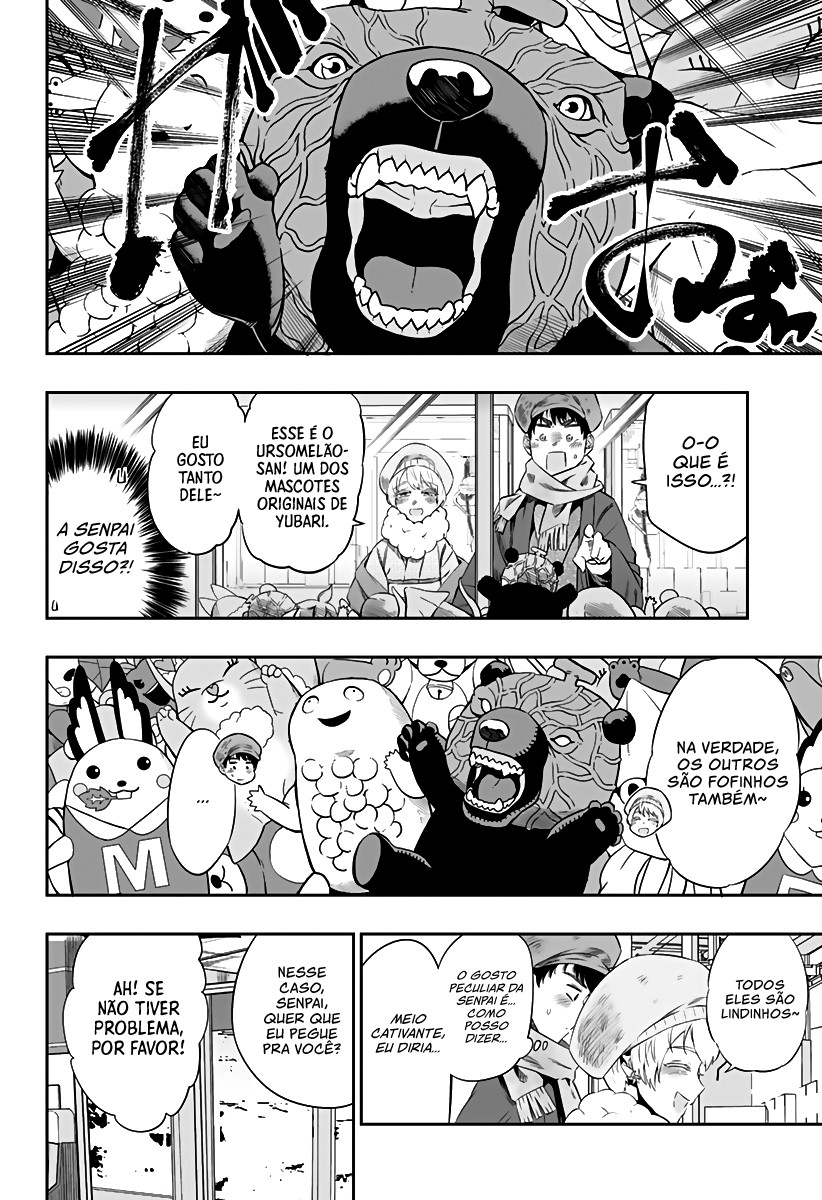 O-O
QUE É
ISSO...?!
ESSE É O
URSOMELÃO-
SAN! UM DOS
MASCOTES
ORIGINAIS DE
YUBARI.
EU
GOSTO
TANTO
DELE~
A SENPAI
GOSTA
DISSO?!
NA VERDADE,
OS OUTROS
SÃO FOFINHOS
TAMBÉM~
...
M
TODOS
ELES SÃO
LINDINHOS~
O GOSTO
PECULIAR DA
SENPAI É...
COMO
POSSO
DIZER...
MEIO
CATIVANTE,
EU DIRIA...
NESSE
CASO,
SENPAI,
QUER QUE
EU PEGUE
PRA VOCÊ?
AH! SE
NÃO TIVER
PROBLEMA,
POR FAVOR!